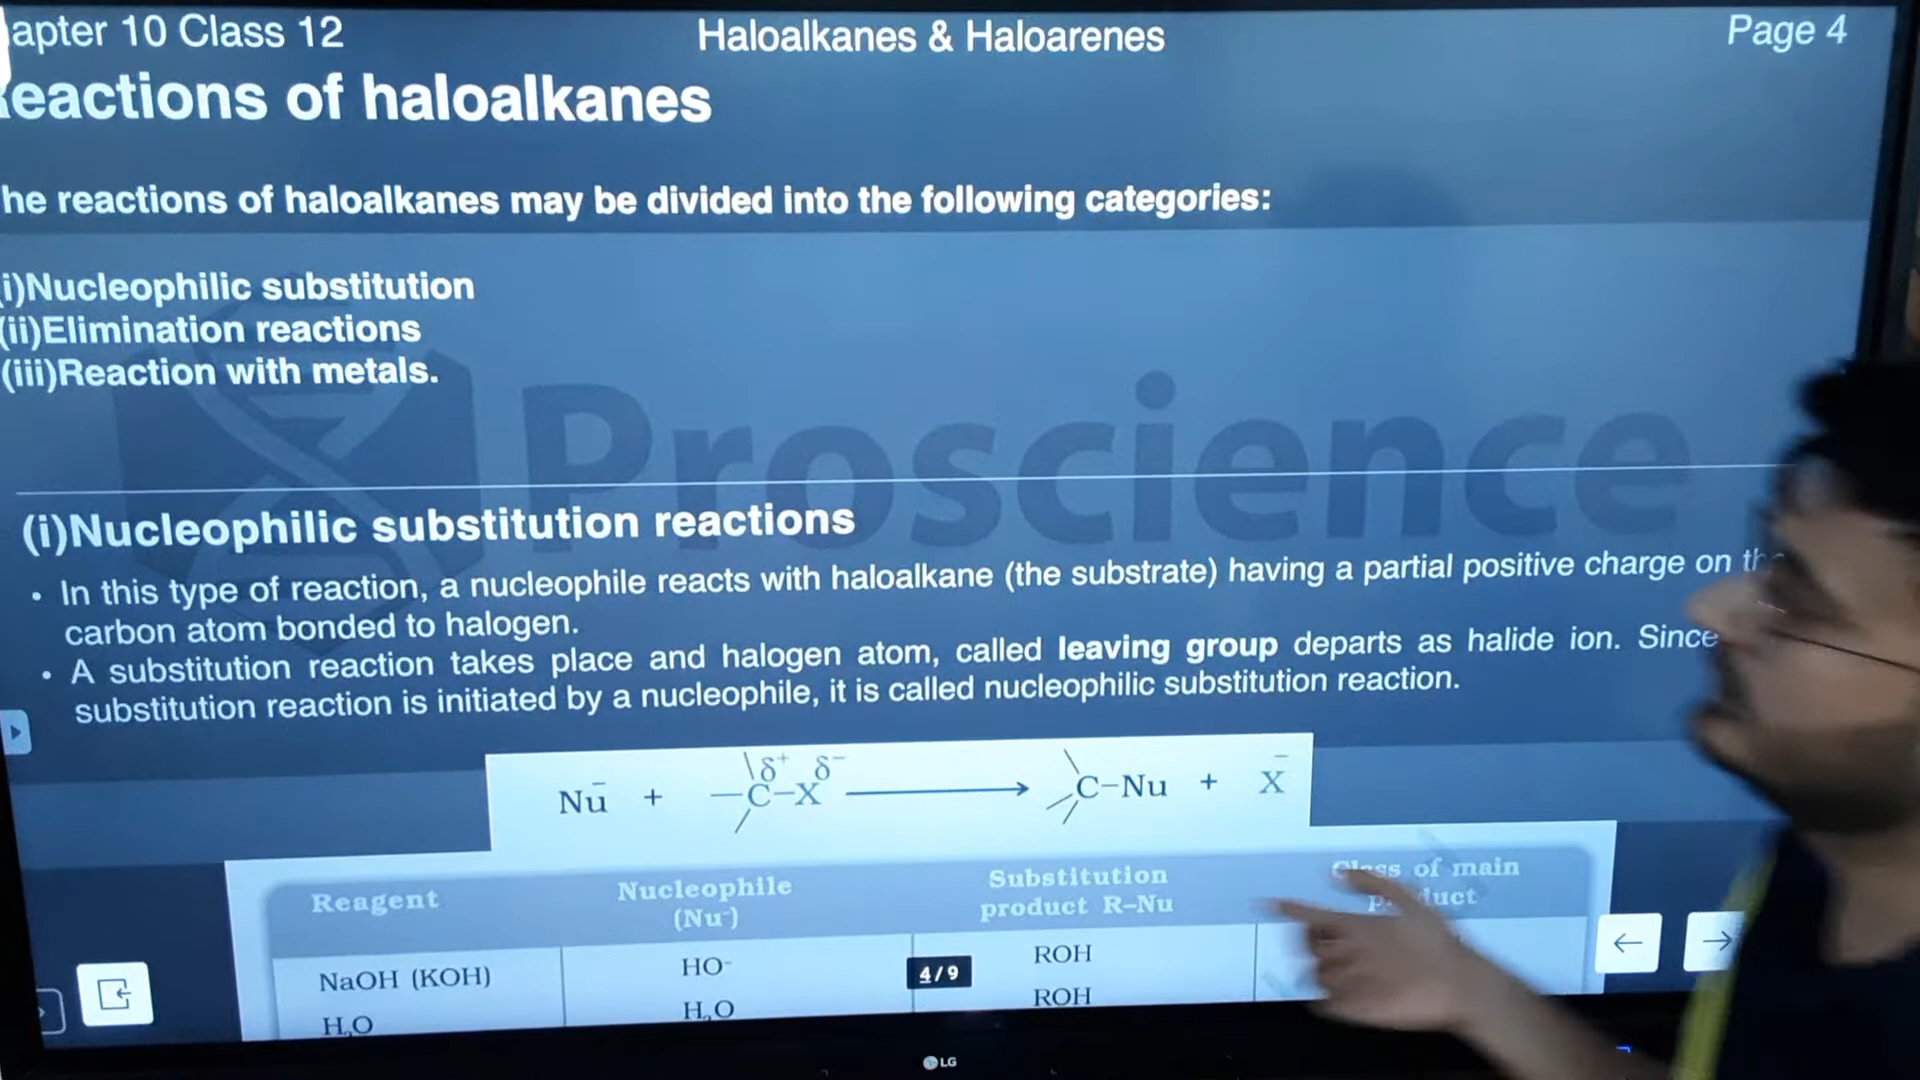 apter 10 Class 12
Haloalkanes & Haloarenes
Page 4
eactions of haloalkanes
he reactions of haloalkanes may be divided into the following categories:
i)Nucleophilic substitution
(ii)Elimination reactions
(iii)Reaction with metals.
Proscience
(i)Nucleophilic substitution reactions
• In this type of reaction, a nucleophile reacts with haloalkane (the substrate) having a partial positive charge on
carbon atom bonded to halogen.
• A substitution reaction takes place and halogen atom, called leaving group departs as halide ion. Since
substitution reaction is initiated by a nucleophile, it is called nucleophilic substitution reaction.
Nu⁻ + C–X δ⁺ δ⁻ ⟶ C–Nu + X⁻
Reagent Nucleophile (Nu⁻) Substitution product R–Nu of main
NaOH (KOH) HO⁻ ROH
H₂O H₂O ROH
4/9
LG